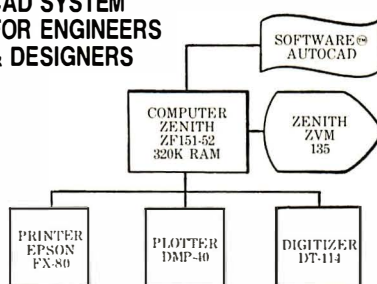 CAD SYSTEM
FOR ENGINEERS
& DESIGNERS
SOFTWARE℠
AUTOCAD
COMPUTER
ZENITH
ZF151-52
320K RAM
ZENITH
ZVM
135
PRINTER
EPSON
FX-80
PLOTTER
DMP-40
DIGITIZER
DT-114